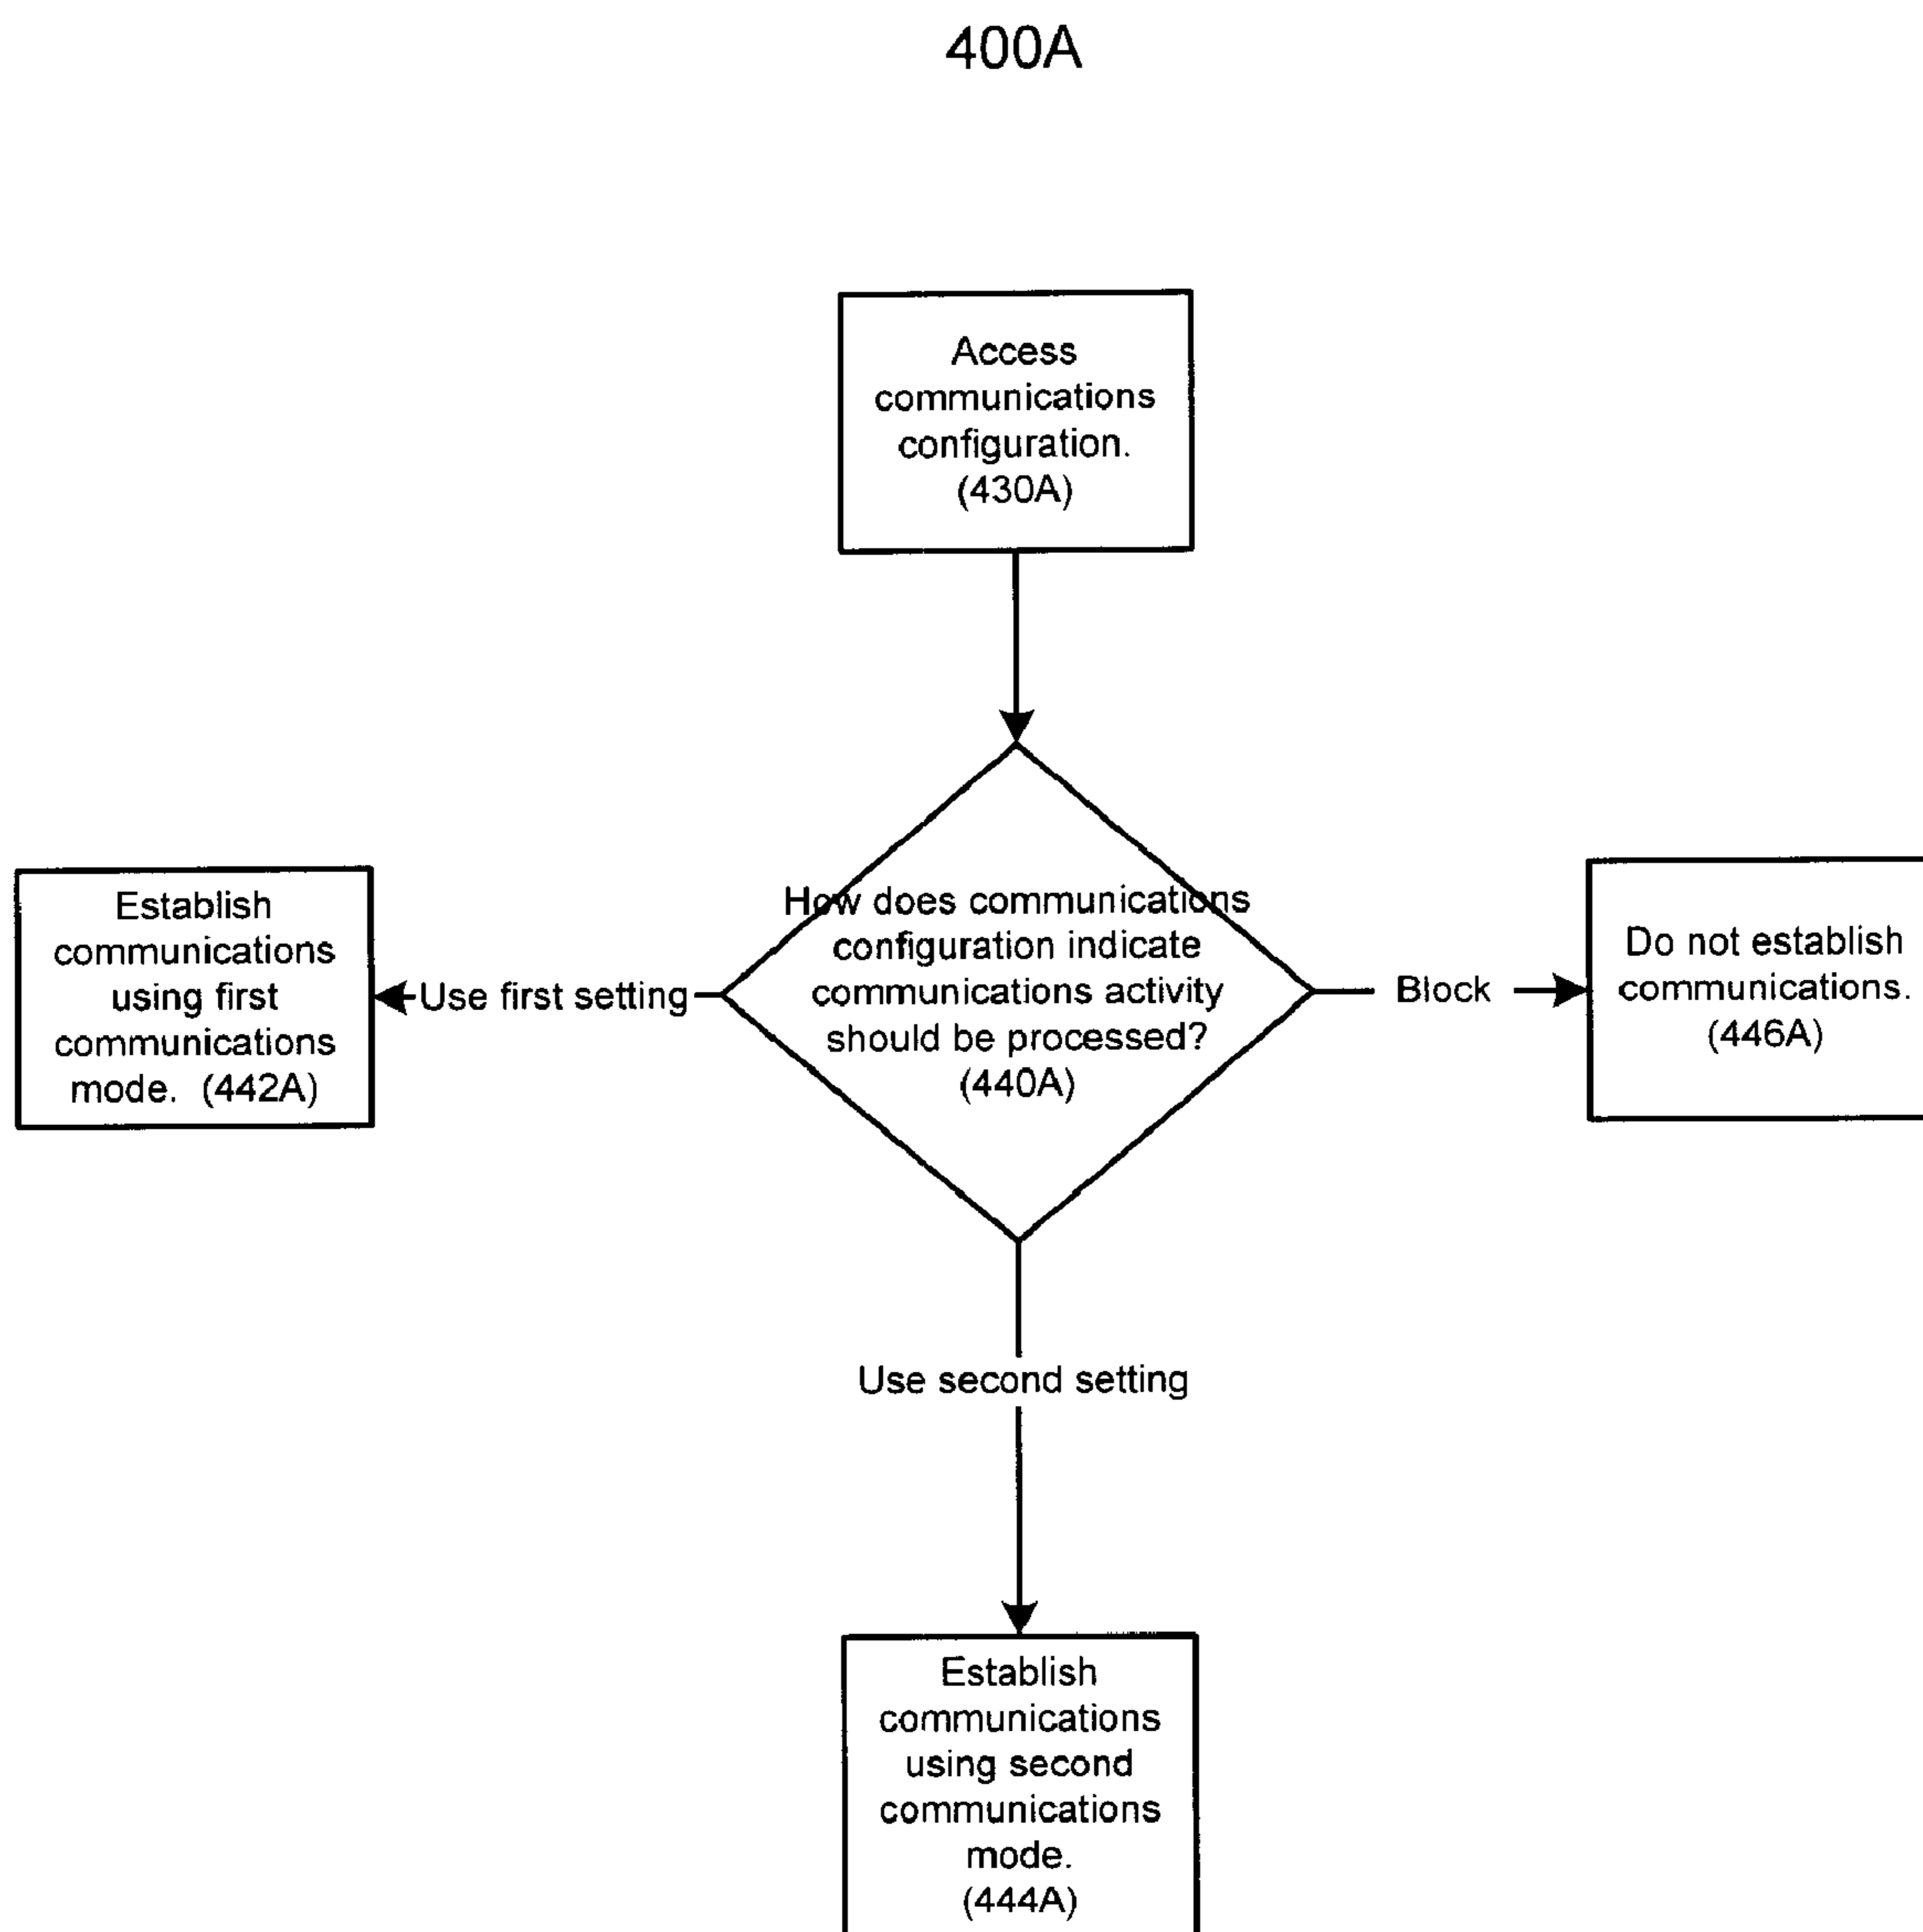 400A
Access
communications
configuration.
(430A)
How does communications
configuration indicate
communications activity
should be processed?
(440A)
Use first setting
Establish
communications
using first
communications
mode. (442A)
Block
Do not establish
communications.
(446A)
Use second setting
Establish
communications
using second
communications
mode.
(444A)